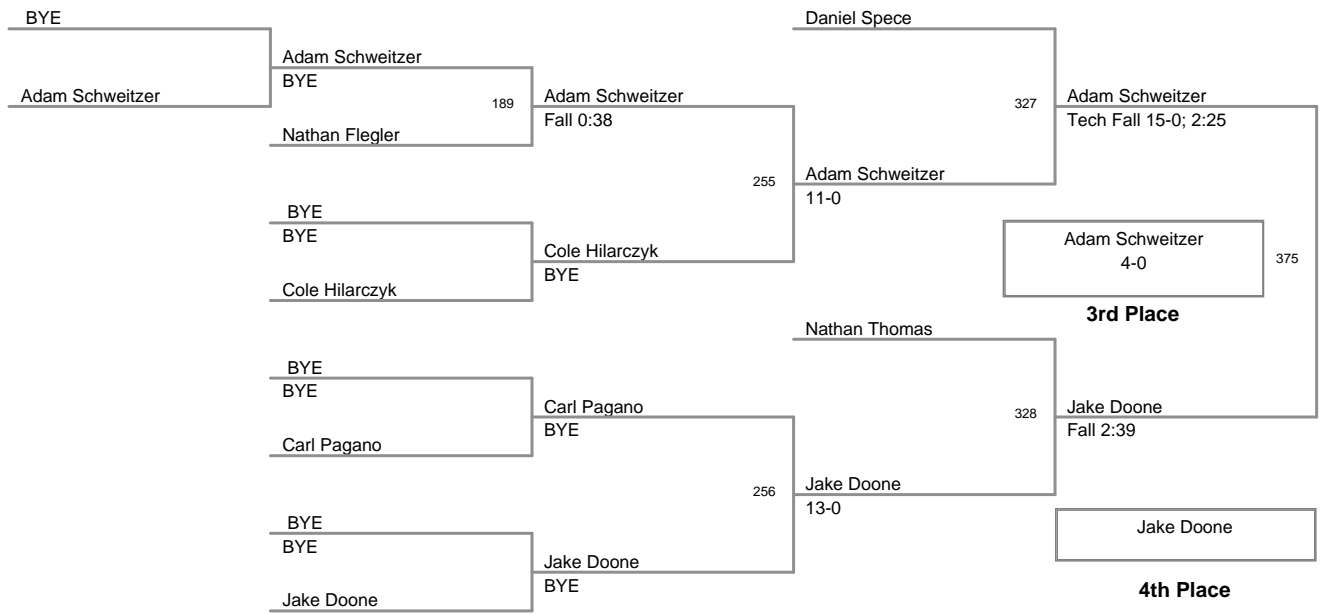 BYE
Daniel Spece
Adam Schweitzer
BYE
Adam Schweitzer
189
Adam Schweitzer
Fall 0:38
327
Adam Schweitzer
Tech Fall 15-0; 2:25
Nathan Flegler
255
Adam Schweitzer
11-0
BYE
BYE
Cole Hilarczyk
BYE
Adam Schweitzer
4-0
375
Cole Hilarczyk
3rd Place
Nathan Thomas
BYE
BYE
Carl Pagano
BYE
328
Jake Doone
Fall 2:39
Carl Pagano
256
Jake Doone
13-0
BYE
BYE
Jake Doone
Jake Doone
BYE
4th Place
Jake Doone